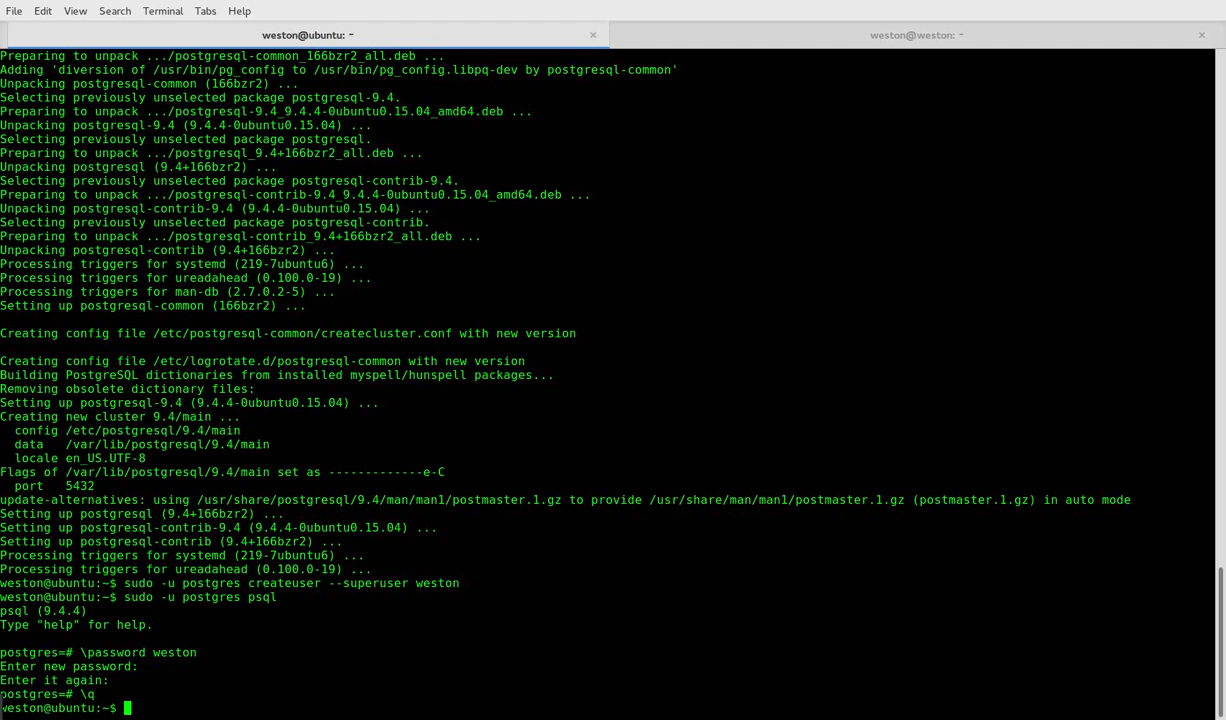 File Edit View Search Terminal Tabs Help
weston@ubuntu: ~ × weston@weston: ~ ×
Preparing to unpack .../postgresql-common_166bzr2_all.deb ...
Adding 'diversion of /usr/bin/pg_config to /usr/bin/pg_config.libpq-dev by postgresql-common'
Unpacking postgresql-common (166bzr2) ...
Selecting previously unselected package postgresql-9.4.
Preparing to unpack .../postgresql-9.4_9.4.4-0ubuntu0.15.04_amd64.deb ...
Unpacking postgresql-9.4 (9.4.4-0ubuntu0.15.04) ...
Selecting previously unselected package postgresql.
Preparing to unpack .../postgresql_9.4+166bzr2_all.deb ...
Unpacking postgresql (9.4+166bzr2) ...
Selecting previously unselected package postgresql-contrib-9.4.
Preparing to unpack .../postgresql-contrib-9.4_9.4.4-0ubuntu0.15.04_amd64.deb ...
Unpacking postgresql-contrib-9.4 (9.4.4-0ubuntu0.15.04) ...
Selecting previously unselected package postgresql-contrib.
Preparing to unpack .../postgresql-contrib_9.4+166bzr2_all.deb ...
Unpacking postgresql-contrib (9.4+166bzr2) ...
Processing triggers for systemd (219-7ubuntu6) ...
Processing triggers for ureadahead (0.100.0-19) ...
Processing triggers for man-db (2.7.0.2-5) ...
Setting up postgresql-common (166bzr2) ...

Creating config file /etc/postgresql-common/createcluster.conf with new version

Creating config file /etc/logrotate.d/postgresql-common with new version
Building PostgreSQL dictionaries from installed myspell/hunspell packages...
Removing obsolete dictionary files:
Setting up postgresql-9.4 (9.4.4-0ubuntu0.15.04) ...
Creating new cluster 9.4/main ...
  config /etc/postgresql/9.4/main
  data   /var/lib/postgresql/9.4/main
  locale en_US.UTF-8
Flags of /var/lib/postgresql/9.4/main set as -------------e-C
  port   5432
update-alternatives: using /usr/share/postgresql/9.4/man/man1/postmaster.1.gz to provide /usr/share/man/man1/postmaster.1.gz (postmaster.1.gz) in auto mode
Setting up postgresql (9.4+166bzr2) ...
Setting up postgresql-contrib-9.4 (9.4.4-0ubuntu0.15.04) ...
Setting up postgresql-contrib (9.4+166bzr2) ...
Processing triggers for systemd (219-7ubuntu6) ...
Processing triggers for ureadahead (0.100.0-19) ...
weston@ubuntu:~$ sudo -u postgres createuser --superuser weston
weston@ubuntu:~$ sudo -u postgres psql
psql (9.4.4)
Type "help" for help.

postgres=# \password weston
Enter new password:
Enter it again:
postgres=# \q
weston@ubuntu:~$